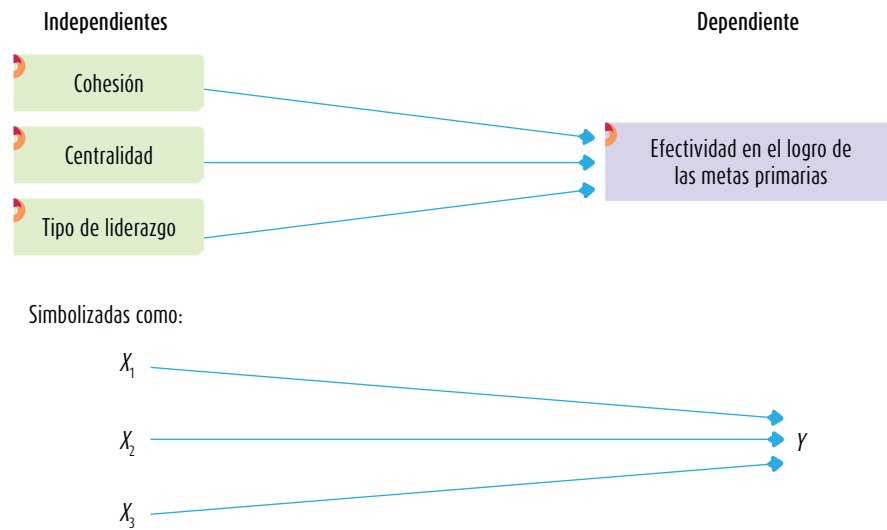 Independientes
Dependiente
Cohesión
Centralidad
Tipo de liderazgo
Efectividad en el logro de
las metas primarias
Simbolizadas como:
X₁
X₂
X₃
Y